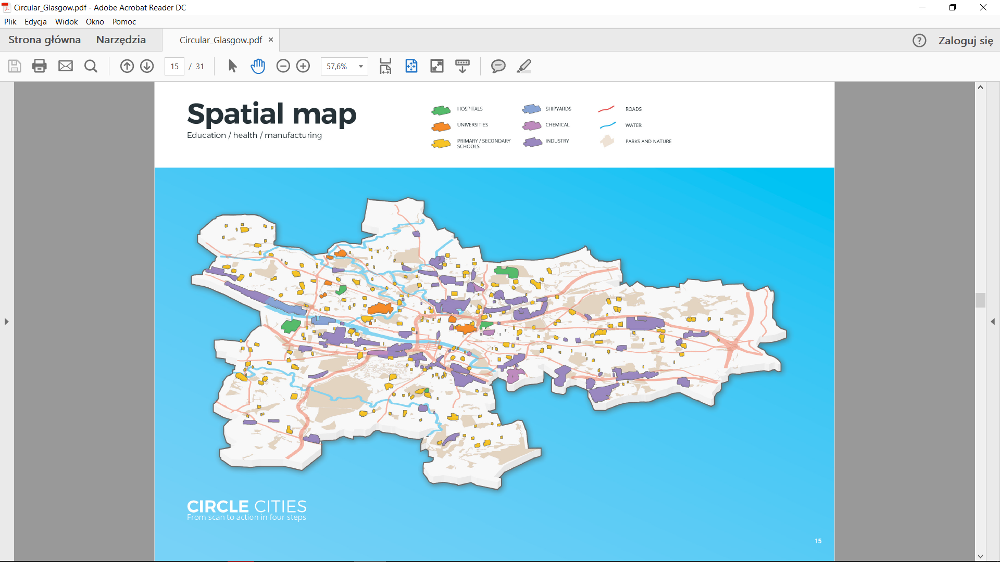 Circular_Glasgow.pdf - Adobe Acrobat Reader DC
Plik Edycja Widok Okno Pomoc
Strona główna Narzędzia Circular_Glasgow.pdf × ? Zaloguj się
15 / 31 57,6%
Spatial map
Education / health / manufacturing
HOSPITALS SHIPYARDS ROADS
UNIVERSITIES CHEMICAL WATER
PRIMARY / SECONDARY SCHOOLS INDUSTRY PARKS AND NATURE
CIRCLE CITIES
From scan to action in four steps
15